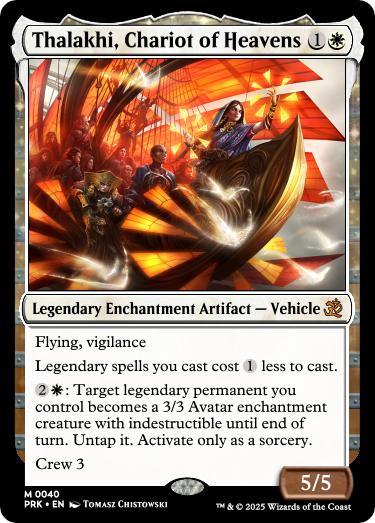 Thalakhi, Chariot of Heavens 1
Legendary Enchantment Artifact — Vehicle
Flying, vigilance
Legendary spells you cast cost 1 less to cast.
2: Target legendary permanent you
control becomes a 3/3 Avatar enchantment
creature with indestructible until end of
turn. Untap it. Activate only as a sorcery.
Crew 3
5/5
M 0040
PRK • EN Tomasz Chistowski
™ & © 2025 Wizards of the Coast